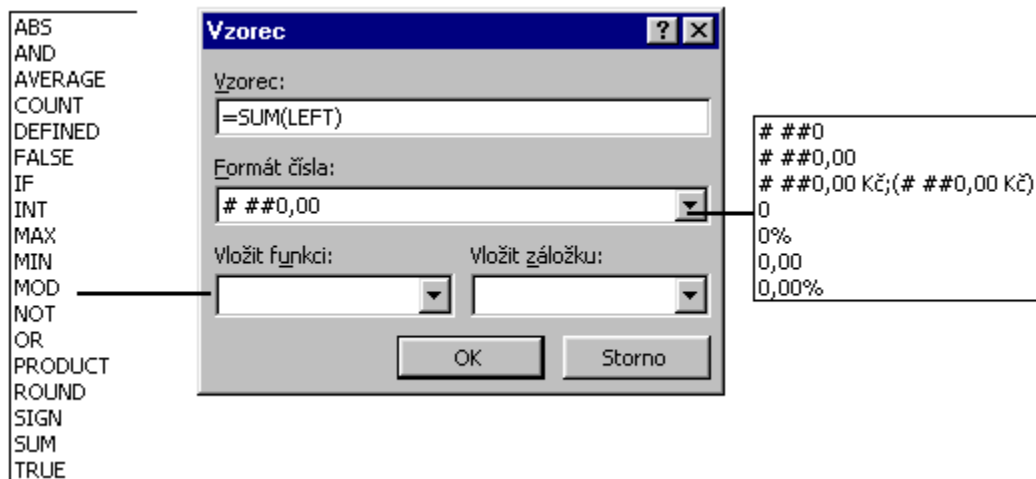 ABS
AND
AVERAGE
COUNT
DEFINED
FALSE
IF
INT
MAX
MIN
MOD
NOT
OR
PRODUCT
ROUND
SIGN
SUM
TRUE
Vzorec
Vzorec:
=SUM(LEFT)
Formát čísla:
# ##0,00
Vložit funkci:
Vložit záložku:
OK
Storno
# ##0
# ##0,00
# ##0,00 Kč;(# ##0,00 Kč)
0
0%
0,00
0,00%